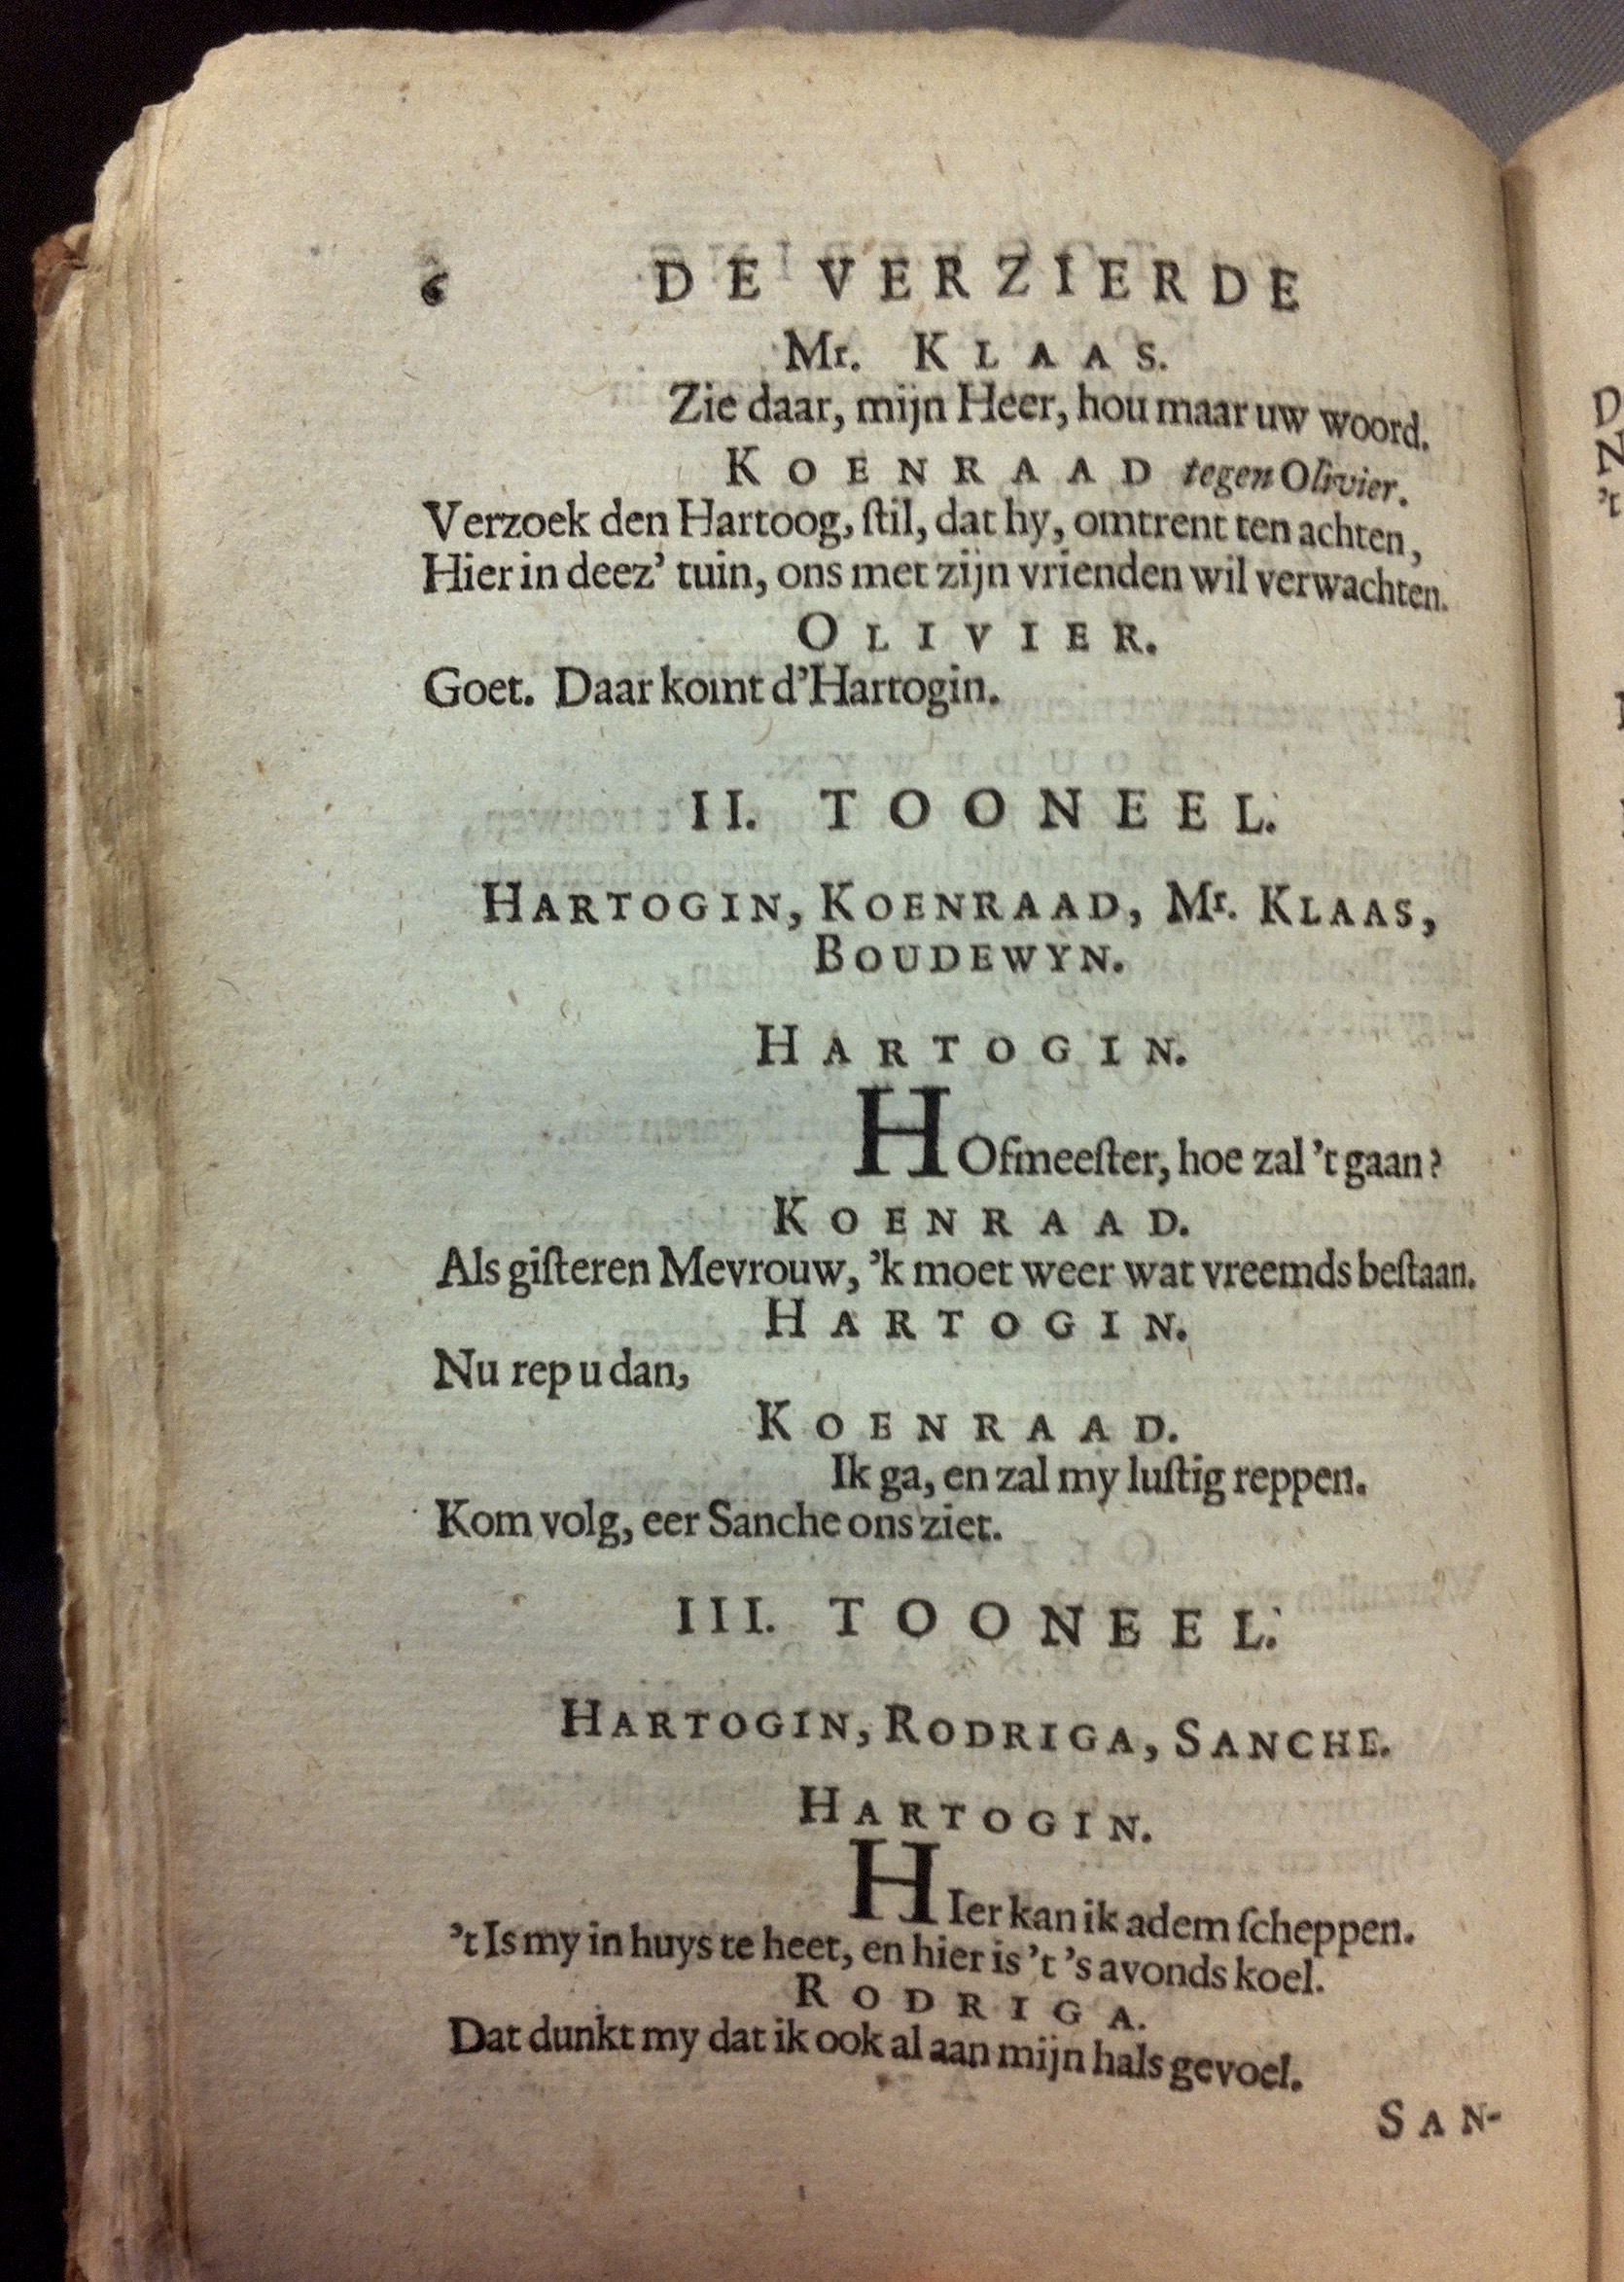 6 DE VERZIERDE
Mr. KLAAS.
Zie daar, mijn Heer, hou maar uw woord.
KOENRAAD tegen Olivier.
Verzoek den Hartoog, ſtil, dat hy, omtrent ten achten,
Hier in deez’ tuin, ons met zijn vrienden wil verwachten.
OLIVIER.
Goet. Daar komt d’Hartogin.
II. TOONEEL.
HARTOGIN, KOENRAAD, Mr. KLAAS,
BOUDEWYN.
HARTOGIN.
HOfmeeſter, hoe zal ’t gaan?
KOENRAAD.
Als giſteren Mevrouw, ’k moet weer wat vreemds beſtaan.
HARTOGIN.
Nu rep u dan,
KOENRAAD.
Ik ga, en zal my luſtig reppen.
Kom volg, eer Sanche ons ziet.
III. TOONEEL.
HARTOGIN, RODRIGA, SANCHE.
HARTOGIN.
HIer kan ik adem ſcheppen.
’t Is my in huys te heet, en hier is ’t ’s avonds koel.
RODRIGA.
Dat dunkt my dat ik ook al aan mijn hals gevoel.
SAN-